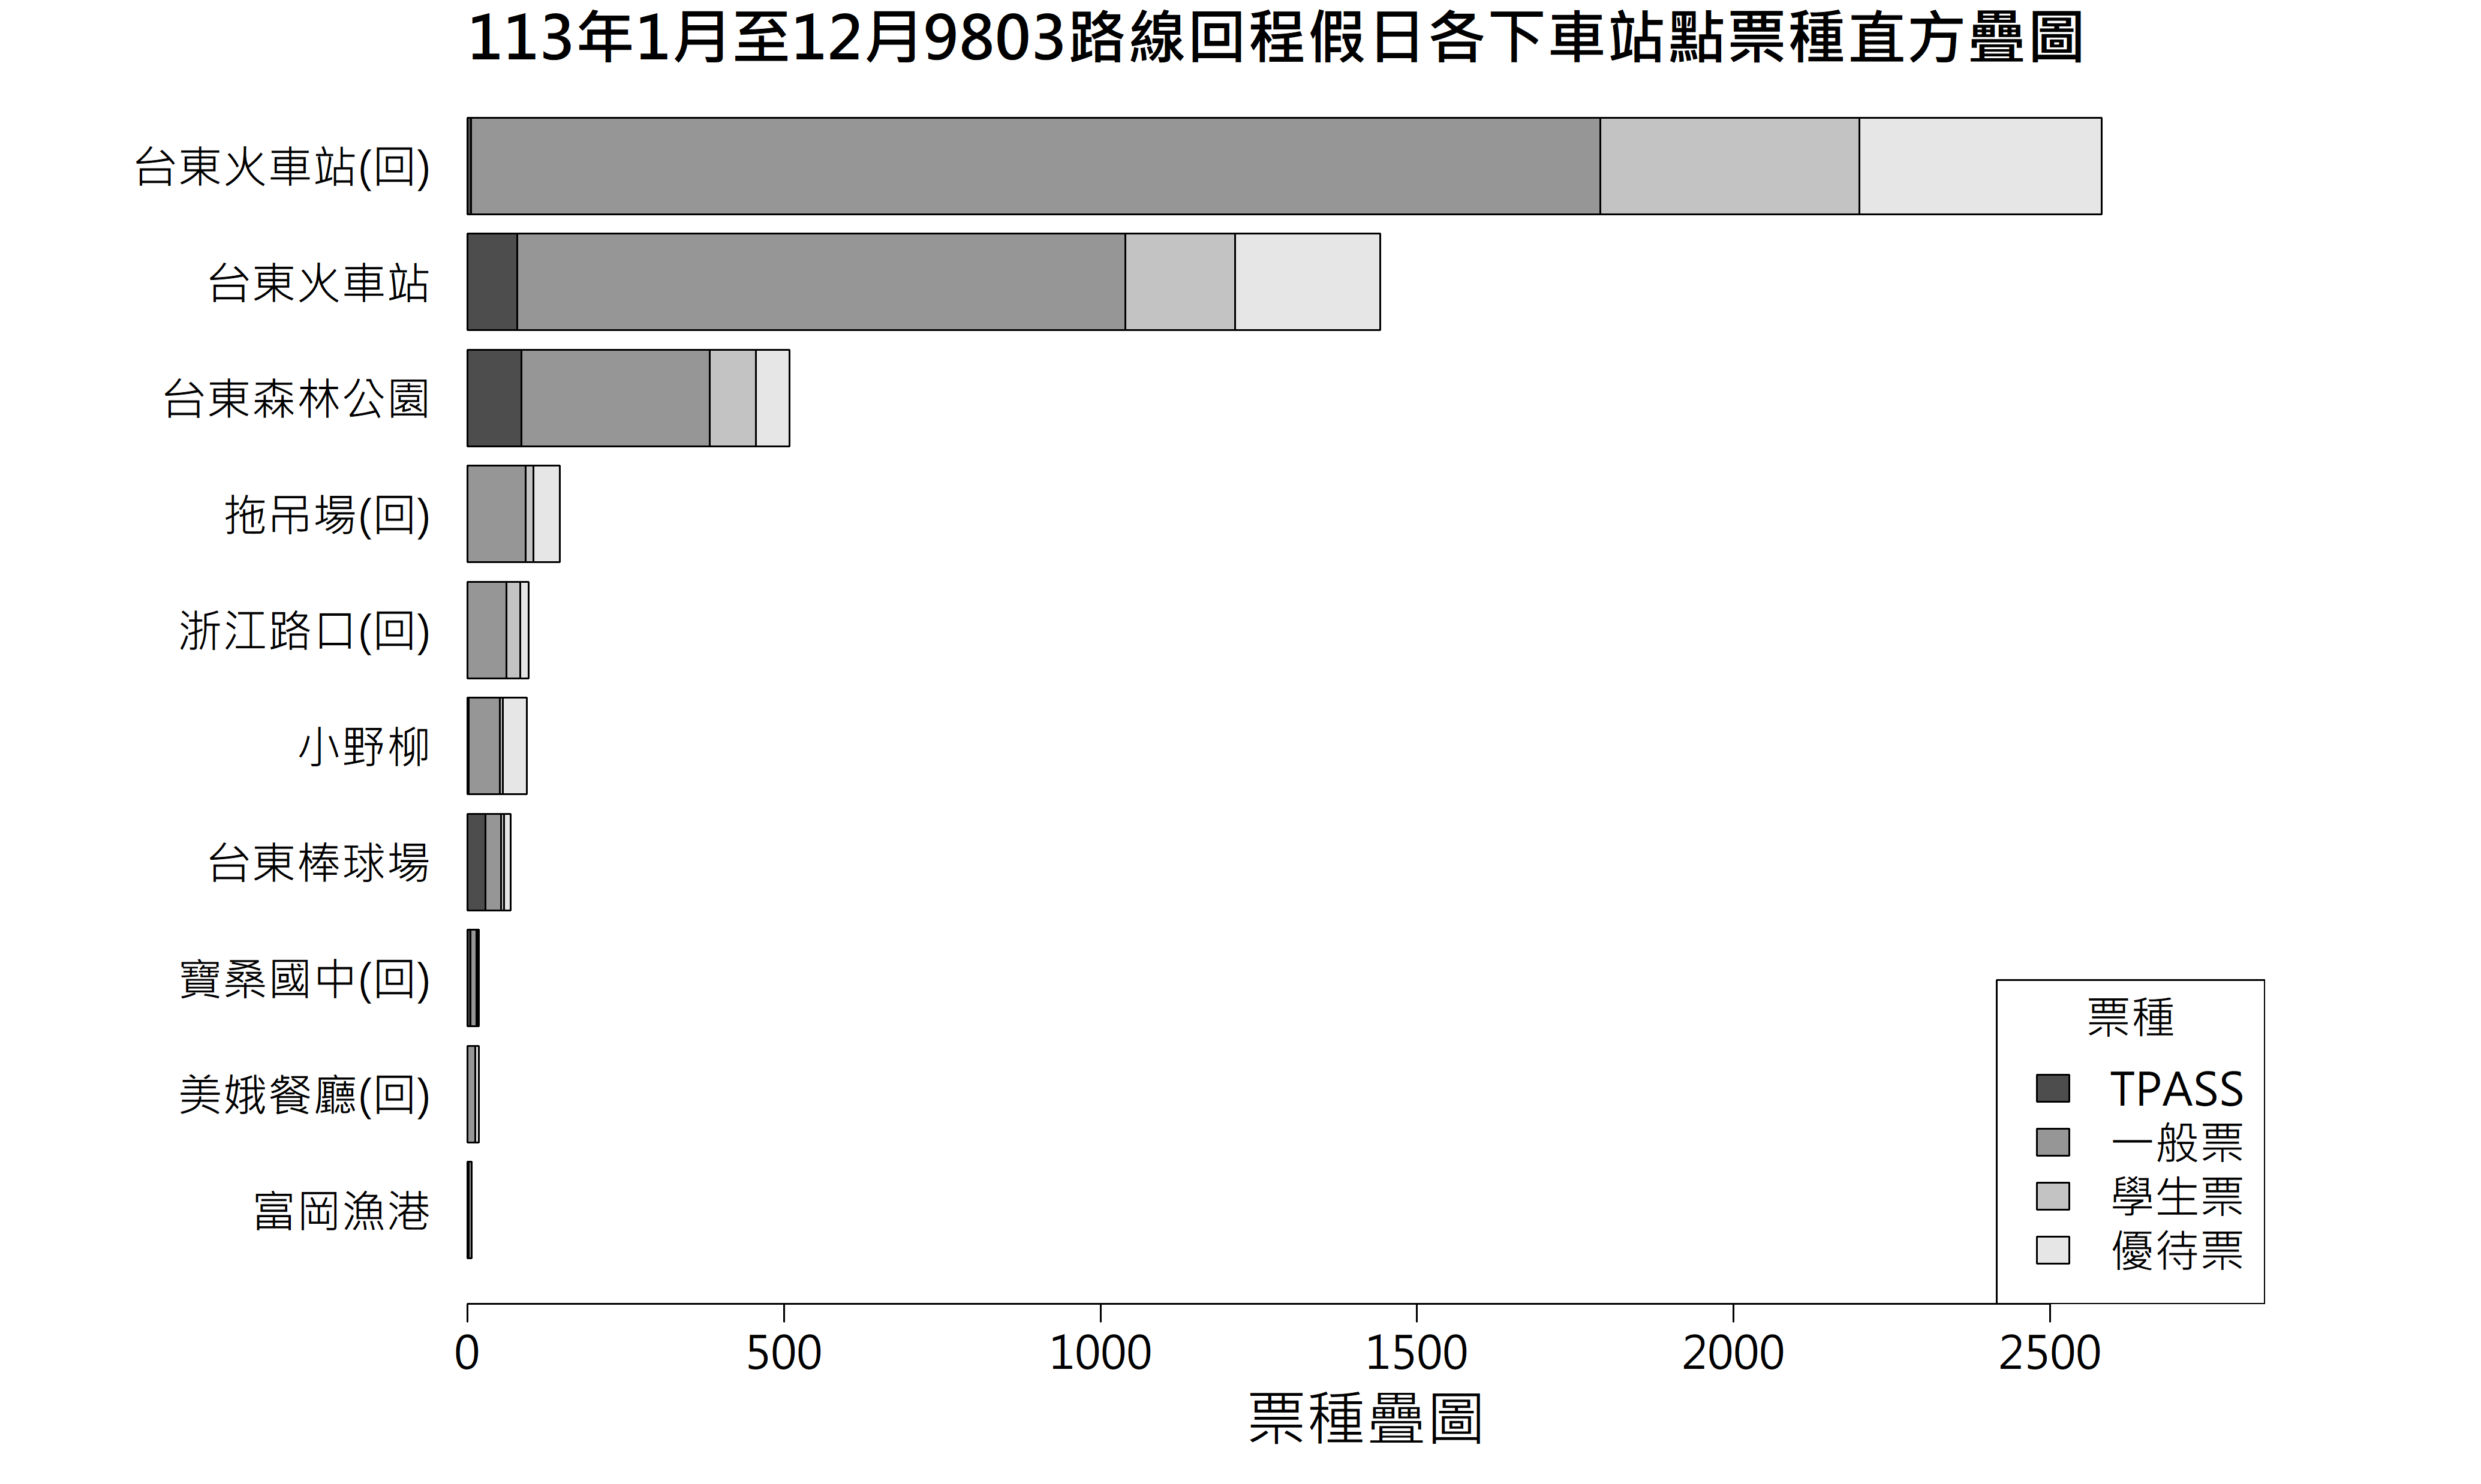 113年1月至12月9803路線回程假日各下車站點票種直方疊圖
台東火車站(回)
台東火車站
台東森林公園
拖吊場(回)
浙江路口(回)
小野柳
台東棒球場
寶桑國中(回)
美娥餐廳(回)
富岡漁港
票種
TPASS
一般票
學生票
優待票
0 500 1000 1500 2000 2500
票種疊圖